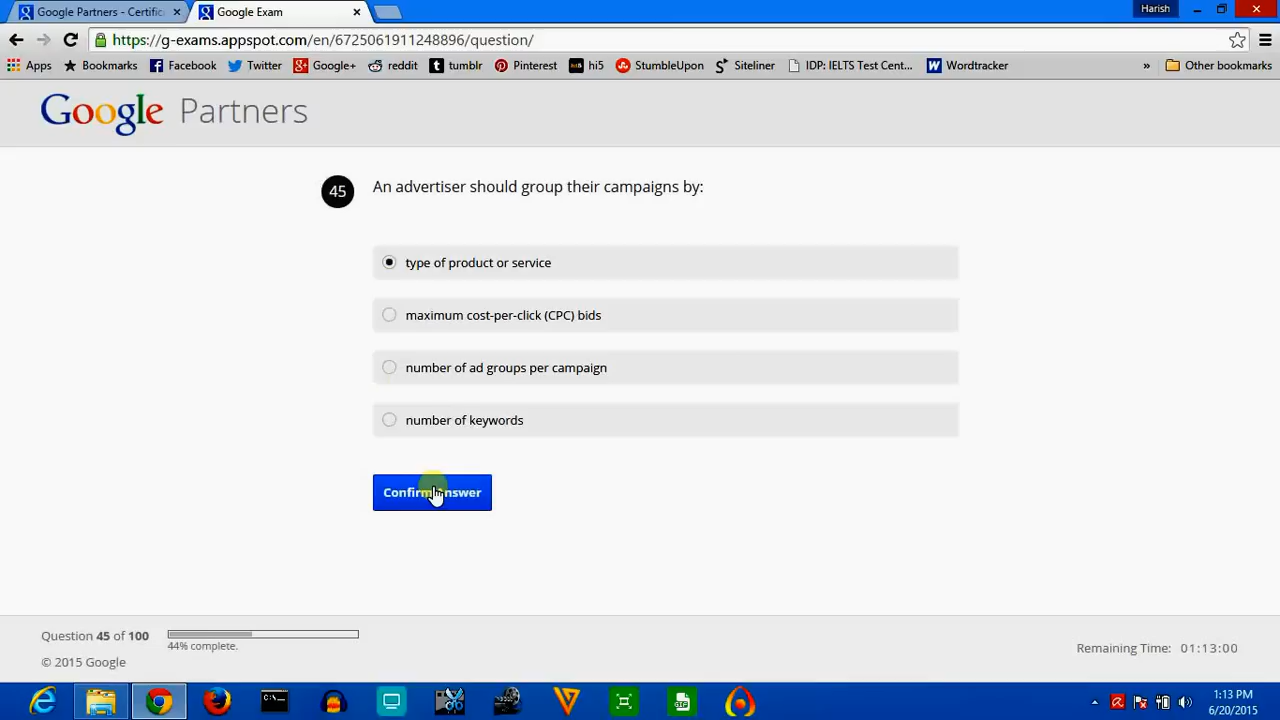 Google Partners - Certific
Google Exam
Harish
https://g-exams.appspot.com/en/6725061911248896/question/
Apps
Bookmarks
Facebook
Twitter
Google+
reddit
tumblr
Pinterest
hi5
StumbleUpon
Siteliner
IDP: IELTS Test Cent...
Wordtracker
»
Other bookmarks
Google Partners
45 An advertiser should group their campaigns by:
type of product or service
maximum cost-per-click (CPC) bids
number of ad groups per campaign
number of keywords
Confirm Answer
Question 45 of 100
44% complete.
© 2015 Google
Remaining Time: 01:13:00
1:13 PM
6/20/2015